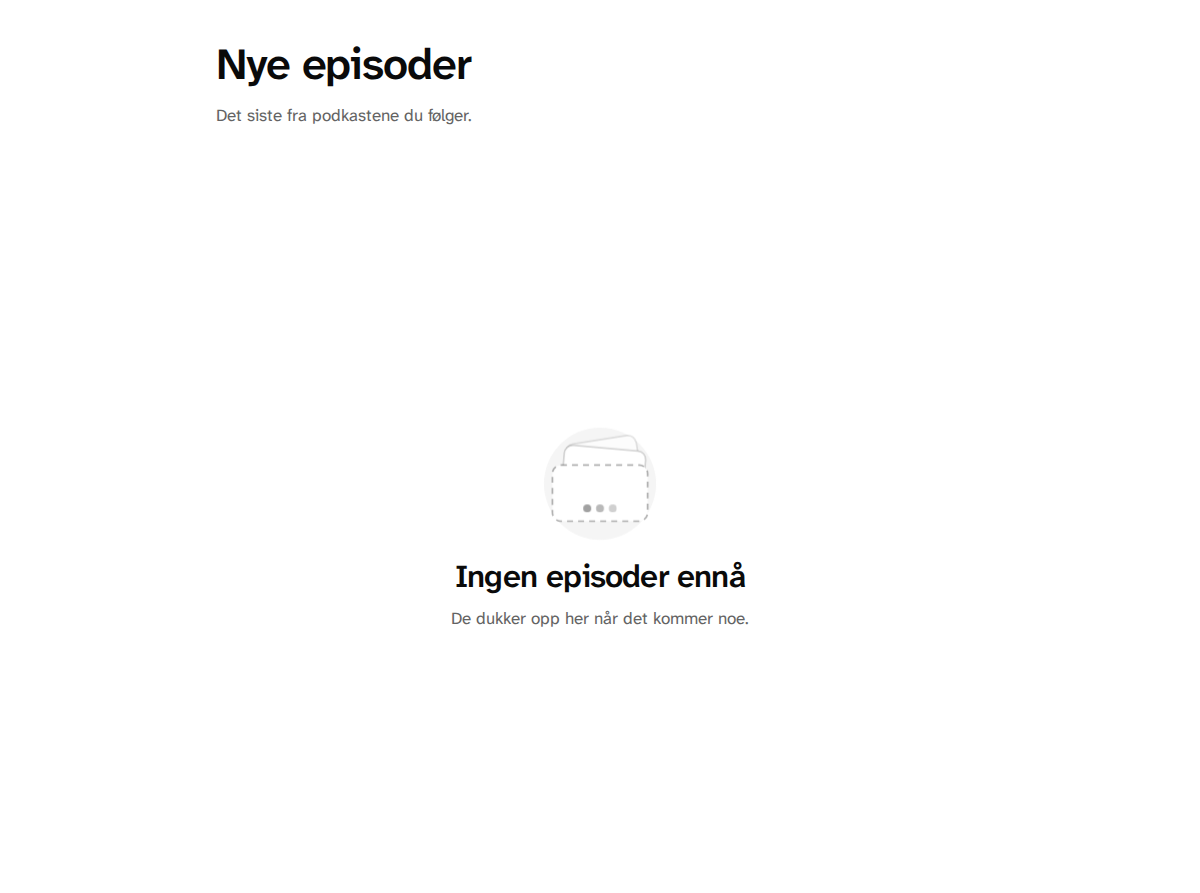 Nye episoder
Det siste fra podkastene du følger.
Ingen episoder ennå
De dukker opp her når det kommer noe.